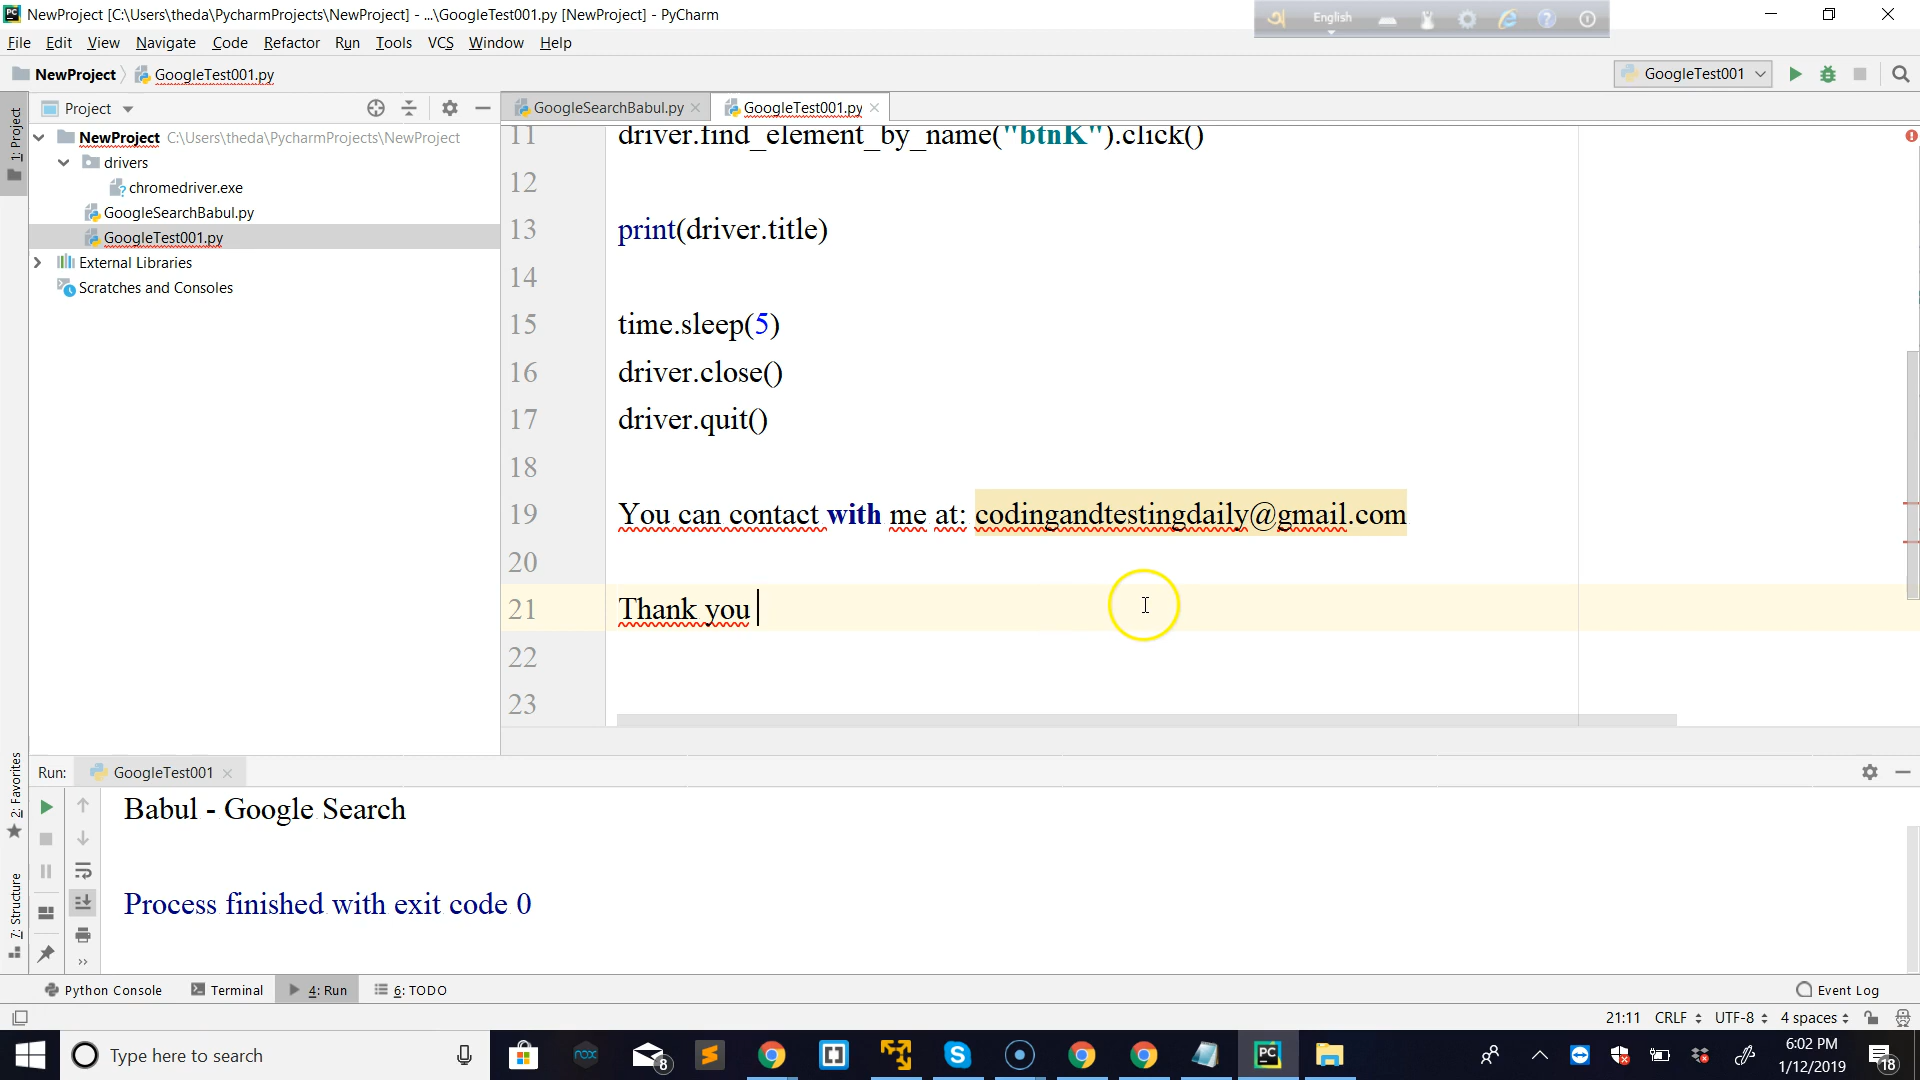 NewProject [C:\Users\theda\PycharmProjects\NewProject] - ...\GoogleTest001.py [NewProject] - PyCharm
English
File Edit View Navigate Code Refactor Run Tools VCS Window Help
NewProject GoogleTest001.py
GoogleTest001
Project
GoogleSearchBabul.py
GoogleTest001.py
1: Project
NewProject C:\Users\theda\PycharmProjects\NewProject
drivers
chromedriver.exe
GoogleSearchBabul.py
GoogleTest001.py
External Libraries
Scratches and Consoles
11 driver.find_element_by_name("btnK").click()
12
13 print(driver.title)
14
15 time.sleep(5)
16 driver.close()
17 driver.quit()
18
19 You can contact with me at: codingandtestingdaily@gmail.com
20
21 Thank you
22
23
2: Favorites
7: Structure
Run: GoogleTest001
Babul - Google Search
Process finished with exit code 0
Python Console Terminal 4: Run 6: TODO Event Log
21:11 CRLF UTF-8 4 spaces
Type here to search
nox
8
PC
6:02 PM
1/12/2019
18